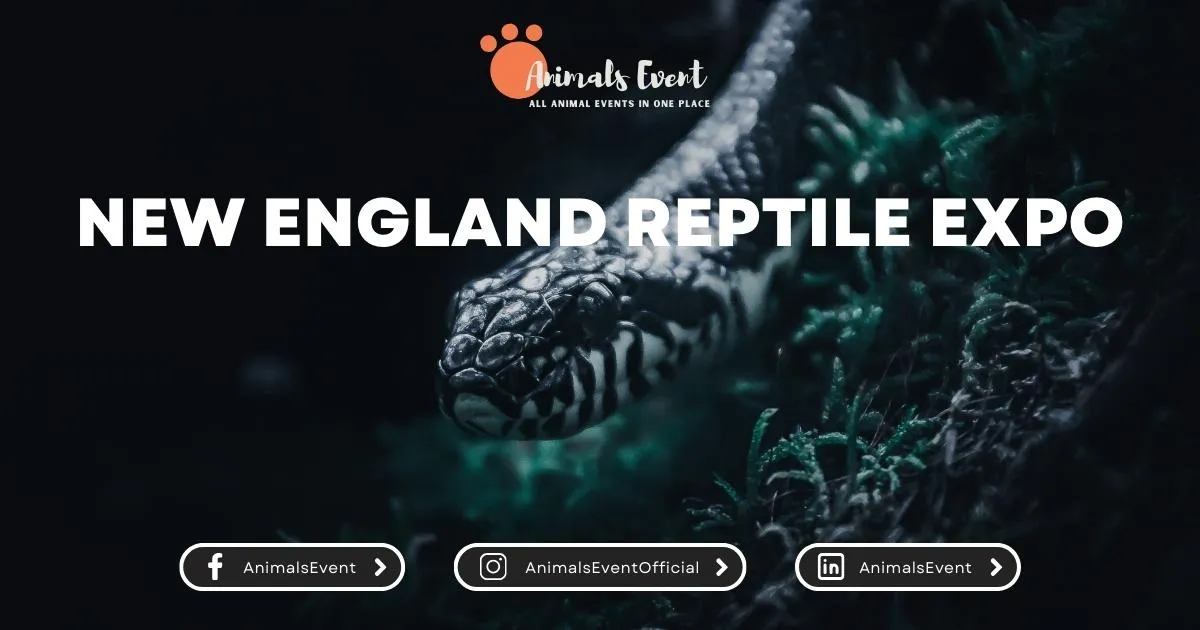 Animals Event
ALL ANIMAL EVENTS IN ONE PLACE
NEW ENGLAND REPTILE EXPO
AnimalsEvent
AnimalsEventOfficial
AnimalsEvent